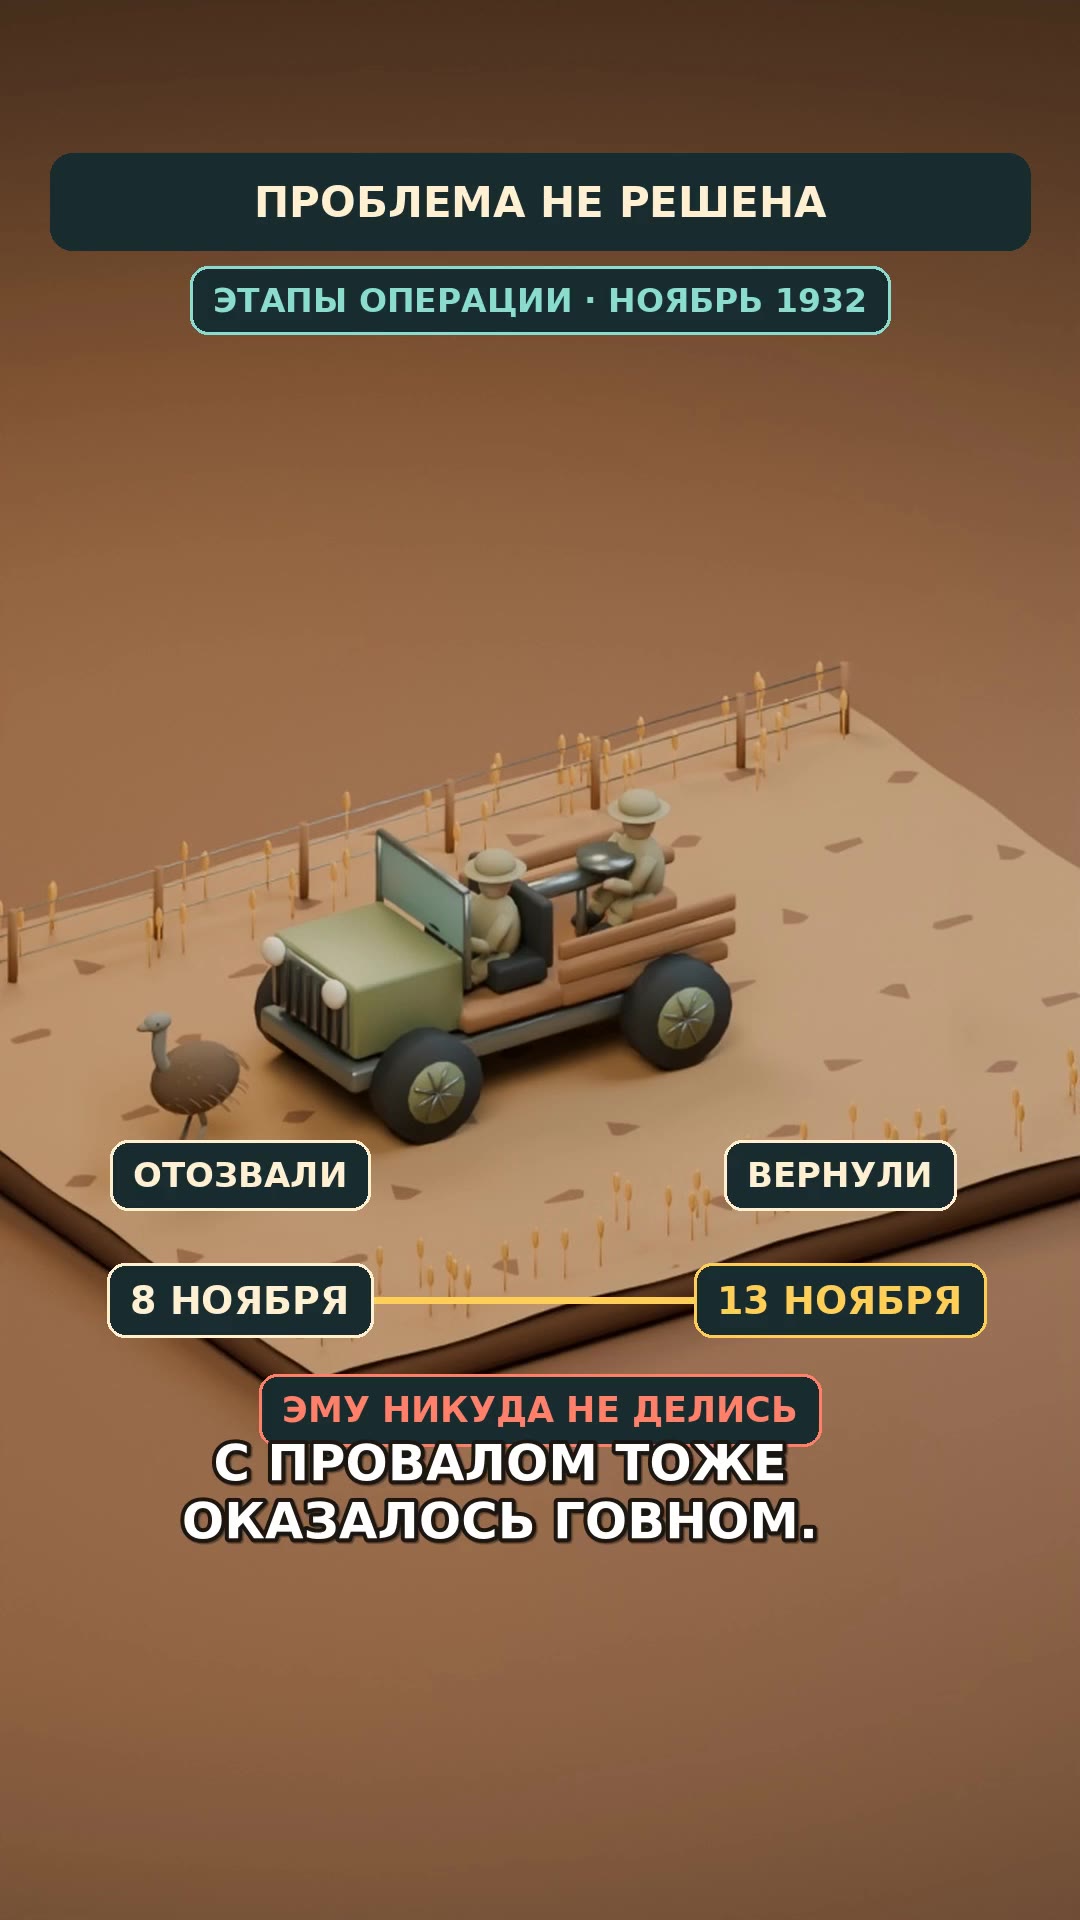 ПРОБЛЕМА НЕ РЕШЕНА
ЭТАПЫ ОПЕРАЦИИ · НОЯБРЬ 1932
ОТОЗВАЛИ
ВЕРНУЛИ
8 НОЯБРЯ
13 НОЯБРЯ
ЭМУ НИКУДА НЕ ДЕЛИСЬ
С ПРОВАЛОМ ТОЖЕ
ОКАЗАЛОСЬ ГОВНОМ.